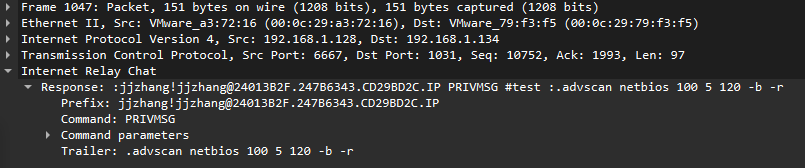 Frame 1047: Packet, 151 bytes on wire (1208 bits), 151 bytes captured (1208 bits)
Ethernet II, Src: VMware_a3:72:16 (00:0c:29:a3:72:16), Dst: VMware_79:f3:f5 (00:0c:29:79:f3:f5)
Internet Protocol Version 4, Src: 192.168.1.128, Dst: 192.168.1.134
Transmission Control Protocol, Src Port: 6667, Dst Port: 1031, Seq: 10752, Ack: 1993, Len: 97
Internet Relay Chat
Response: :jjzhang!jjzhang@24013B2F.247B6343.CD29BD2C.IP PRIVMSG #test :.advscan netbios 100 5 120 -b -r
Prefix: jjzhang!jjzhang@24013B2F.247B6343.CD29BD2C.IP
Command: PRIVMSG
Command parameters
Trailer: .advscan netbios 100 5 120 -b -r